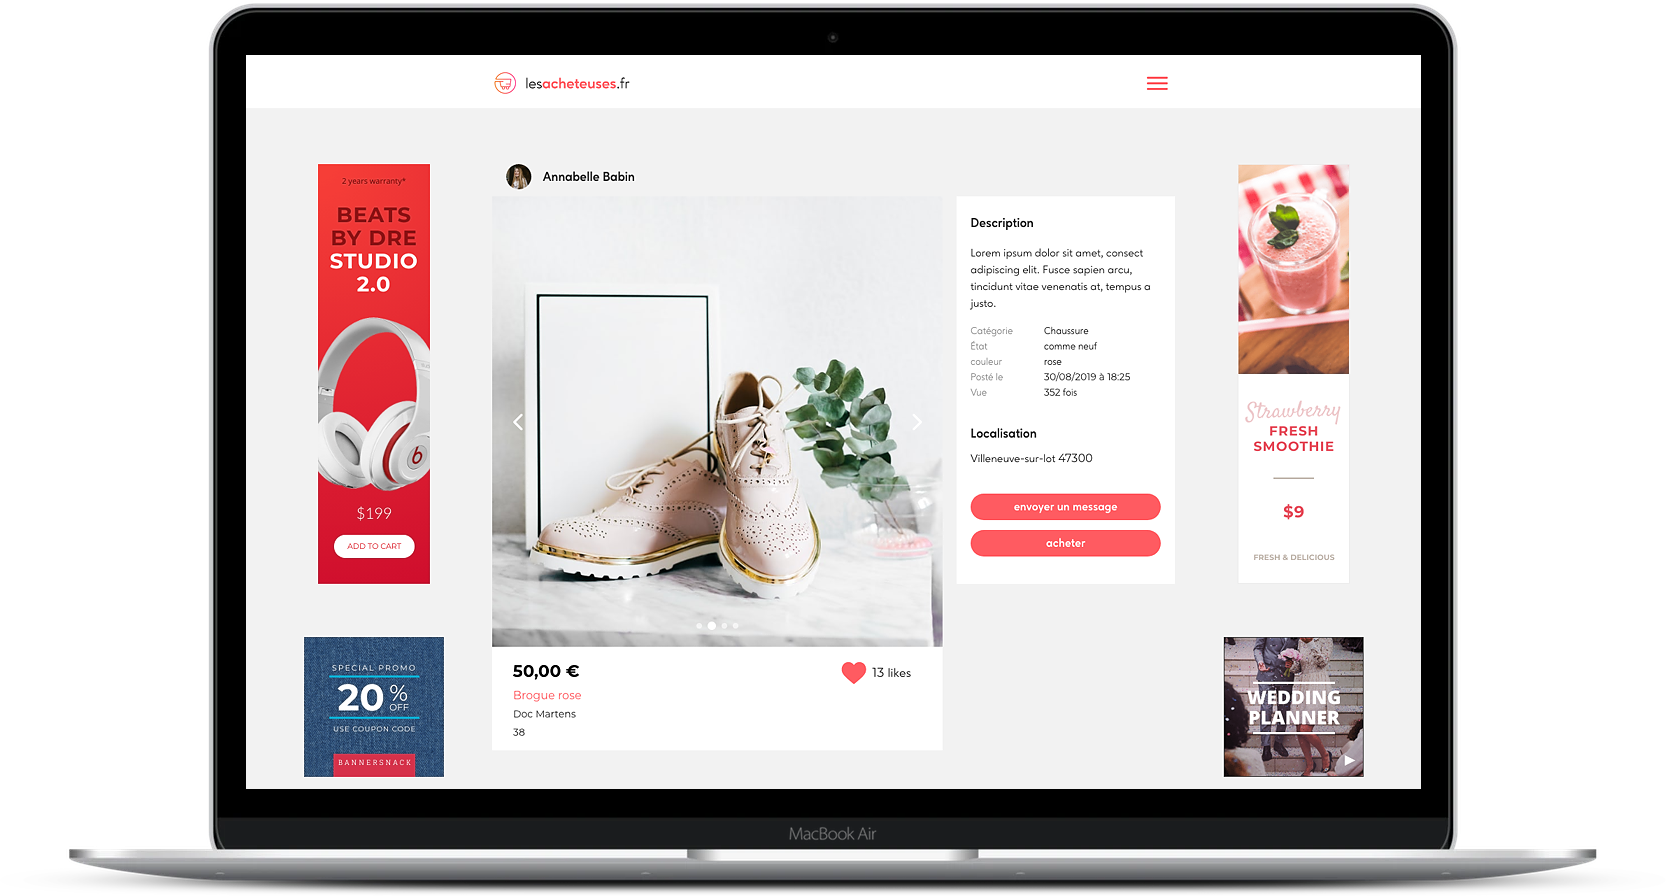 lesacheteuses.fr
2 years warranty*
BEATS
BY DRE
STUDIO
2.0
b
$199
ADD TO CART
SPECIAL PROMO
20 %
OFF
USE COUPON CODE
BANNERSNACK
Annabelle Babin
50,00 €
13 likes
Brogue rose
Doc Martens
38
Description
Lorem ipsum dolor sit amet, consect
adipiscing elit. Fusce sapien arcu,
tincidunt vitae venenatis at, tempus a
justo.
Catégorie Chaussure
État comme neuf
couleur rose
Posté le 30/08/2019 à 18:25
Vue 352 fois
Localisation
Villeneuve-sur-lot 47300
envoyer un message
acheter
Strawberry
FRESH
SMOOTHIE
$9
FRESH & DELICIOUS
WEDDING
PLANNER
MacBook Air